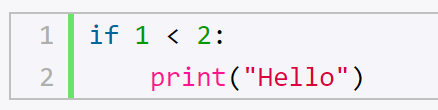 1 if 1 < 2:
2     print("Hello")